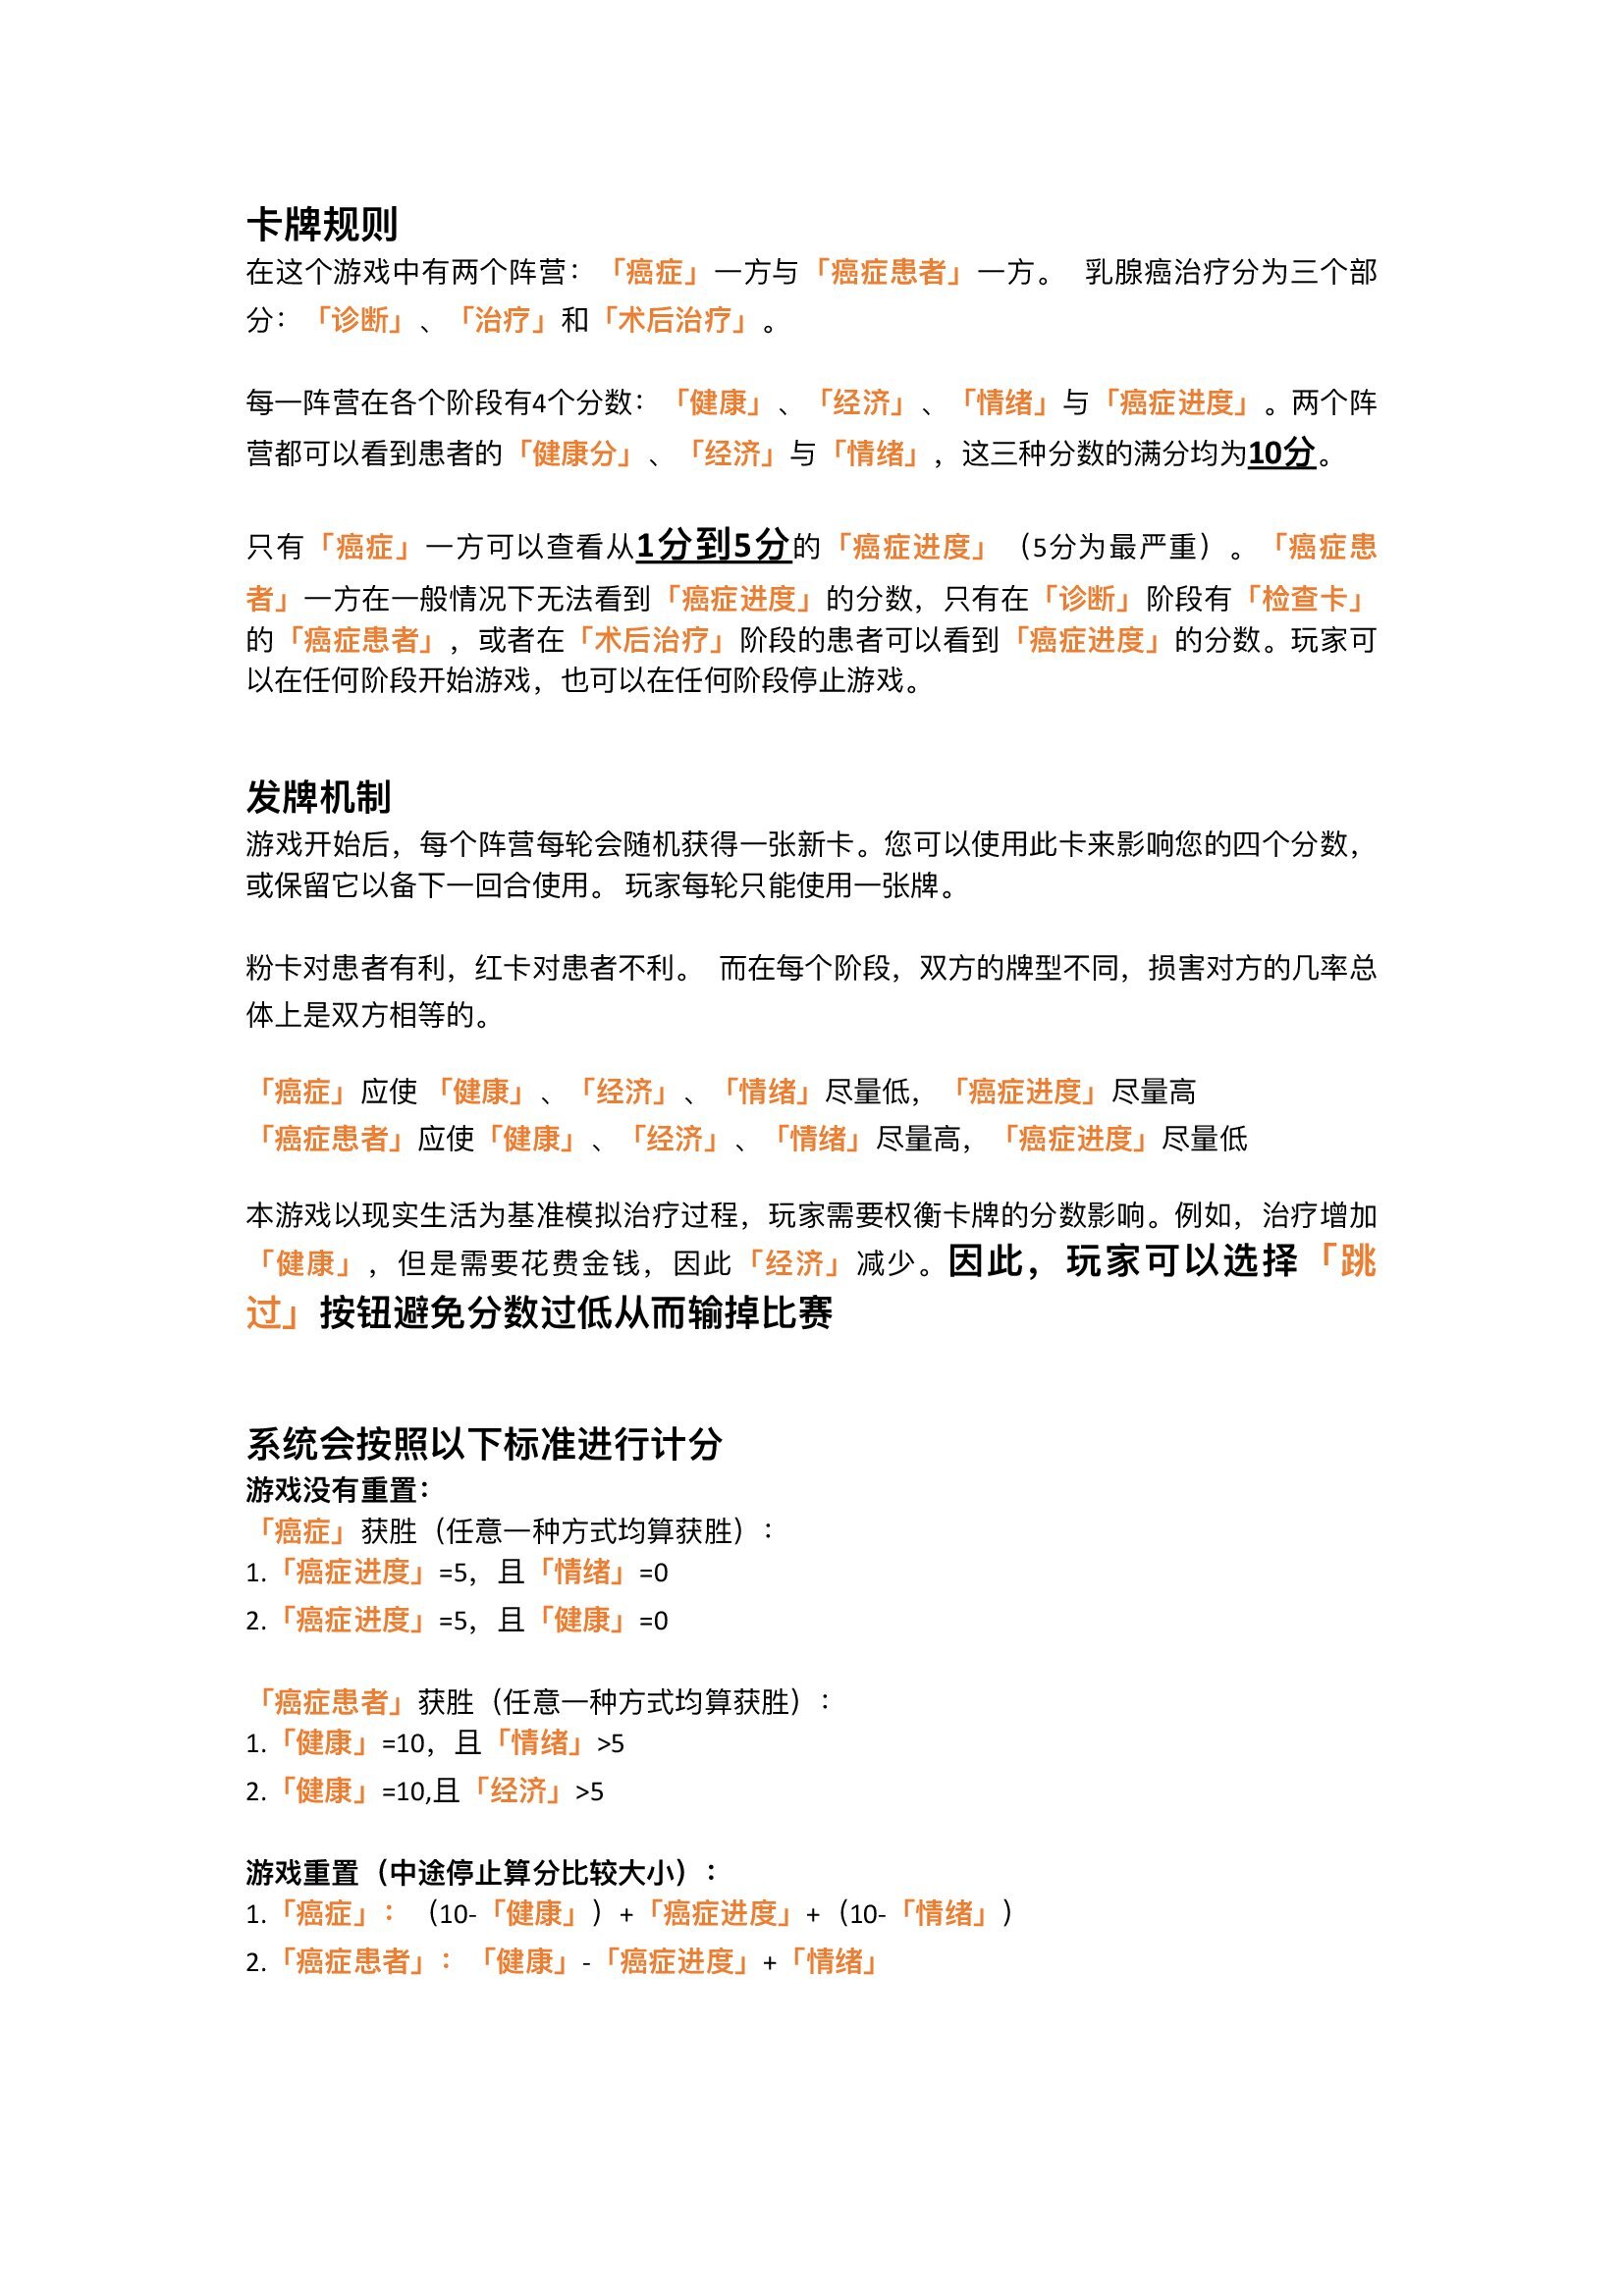 卡牌规则
在这个游戏中有两个阵营：「癌症」一方与「癌症患者」一方。 乳腺癌治疗分为三个部
分：「诊断」、「治疗」和「术后治疗」。
每一阵营在各个阶段有4个分数：「健康」、「经济」、「情绪」与「癌症进度」。两个阵
营都可以看到患者的「健康分」、「经济」与「情绪」，这三种分数的满分均为10分。
只有「癌症」一方可以查看从1分到5分的「癌症进度」（5分为最严重）。「癌症患
者」一方在一般情况下无法看到「癌症进度」的分数，只有在「诊断」阶段有「检查卡」
的「癌症患者」，或者在「术后治疗」阶段的患者可以看到「癌症进度」的分数。玩家可
以在任何阶段开始游戏，也可以在任何阶段停止游戏。
发牌机制
游戏开始后，每个阵营每轮会随机获得一张新卡。您可以使用此卡来影响您的四个分数，
或保留它以备下一回合使用。 玩家每轮只能使用一张牌。
粉卡对患者有利，红卡对患者不利。 而在每个阶段，双方的牌型不同，损害对方的几率总
体上是双方相等的。
「癌症」应使 「健康」、「经济」、「情绪」尽量低，「癌症进度」尽量高
「癌症患者」应使「健康」、「经济」、「情绪」尽量高，「癌症进度」尽量低
本游戏以现实生活为基准模拟治疗过程，玩家需要权衡卡牌的分数影响。例如，治疗增加
「健康」，但是需要花费金钱，因此「经济」减少。因此，玩家可以选择「跳
过」按钮避免分数过低从而输掉比赛
系统会按照以下标准进行计分
游戏没有重置：
「癌症」获胜（任意一种方式均算获胜）：
1.「癌症进度」=5，且「情绪」=0
2.「癌症进度」=5，且「健康」=0
「癌症患者」获胜（任意一种方式均算获胜）：
1.「健康」=10，且「情绪」>5
2.「健康」=10,且「经济」>5
游戏重置（中途停止算分比较大小）：
1.「癌症」：（10-「健康」）+「癌症进度」+（10-「情绪」）
2.「癌症患者」：「健康」-「癌症进度」+「情绪」